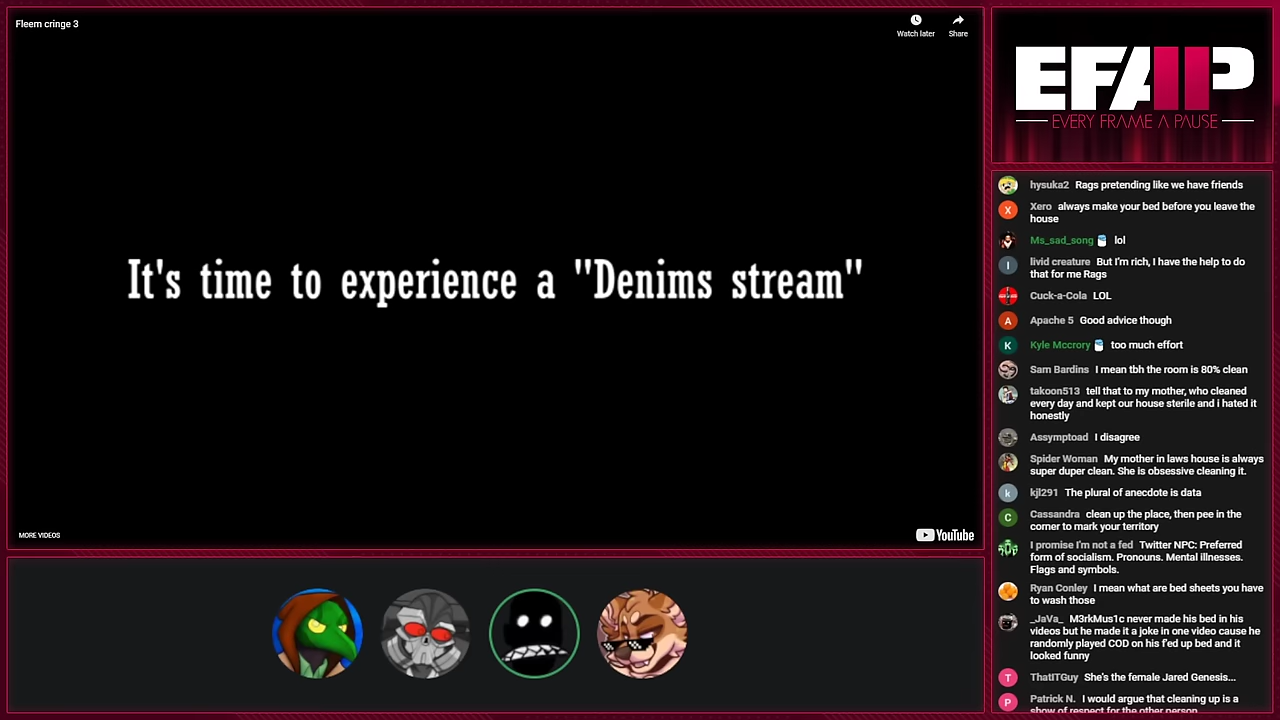 Fleem cringe 3
Watch later
Share
It's time to experience a "Denims stream"
MORE VIDEOS
YouTube
EFAP
EVERY FRAME A PAUSE
hysuka2 Rags pretending like we have friends
Xero always make your bed before you leave the
house
Ms_sad_song lol
I
livid creature But I'm rich, I have the help to do
that for me Rags
Cuck-a-Cola LOL
Apache 5 Good advice though
Kyle Mccrory too much effort
Sam Bardins I mean tbh the room is 80% clean
takoon513 tell that to my mother, who cleaned
every day and kept our house sterile and i hated it
honestly
Assymptoad I disagree
Spider Woman My mother in laws house is always
super duper clean. She is obsessive cleaning it.
k
kjl291 The plural of anecdote is data
C
Cassandra clean up the place, then pee in the
corner to mark your territory
I promise I'm not a fed Twitter NPC: Preferred
form of socialism. Pronouns. Mental illnesses.
Flags and symbols.
Ryan Conley I mean what are bed sheets you have
to wash those
_JaVa_ M3rkMus1c never made his bed in his
videos but he made it a joke in one video cause he
randomly played COD on his f'ed up bed and it
looked funny
T
ThatITGuy She's the female Jared Genesis...
P
Patrick N. I would argue that cleaning up is a
show of respect for the other person